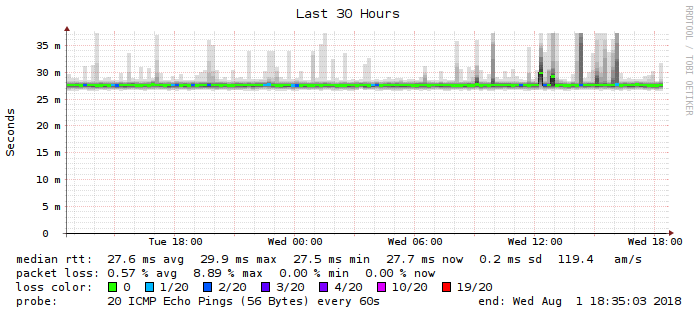 Last 30 Hours
RRDTOOL / TOBI OETIKER
Seconds
35 m
30 m
25 m
20 m
15 m
10 m
5 m
0
Tue 18:00 Wed 00:00 Wed 06:00 Wed 12:00 Wed 18:00
median rtt: 27.6 ms avg 29.9 ms max 27.5 ms min 27.7 ms now 0.2 ms sd 119.4 am/s
packet loss: 0.57 % avg 8.89 % max 0.00 % min 0.00 % now
loss color: 0 1/20 2/20 3/20 4/20 10/20 19/20
probe: 20 ICMP Echo Pings (56 Bytes) every 60s end: Wed Aug 1 18:35:03 2018